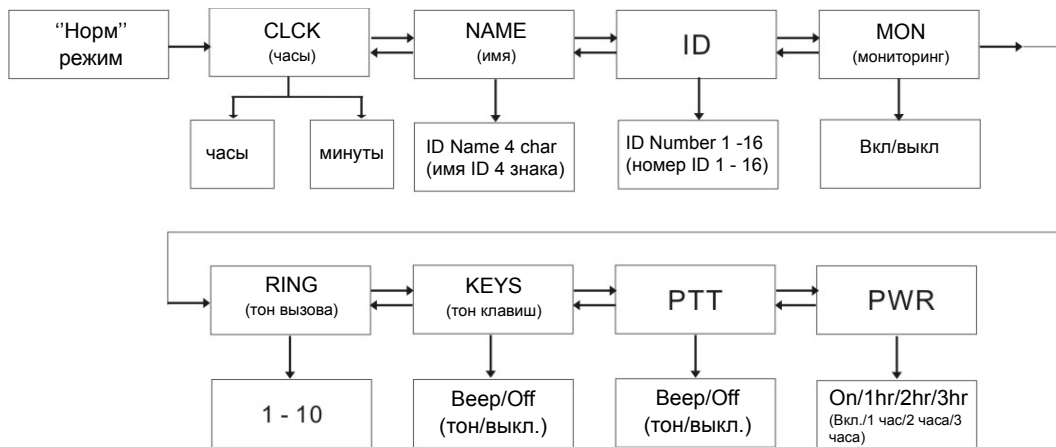 ‘‘Норм’’
режим
CLCK
(часы)
NAME
(имя)
ID
MON
(мониторинг)
часы
минуты
ID Name 4 char
(имя ID 4 знака)
ID Number 1 -16
(номер ID 1 - 16)
Вкл/выкл
RING
(тон вызова)
KEYS
(тон клавиш)
PTT
PWR
1 - 10
Beep/Off
(тон/выкл.)
Beep/Off
(тон/выкл.)
On/1hr/2hr/3hr
(Вкл./1 час/2 часа/3
часа)